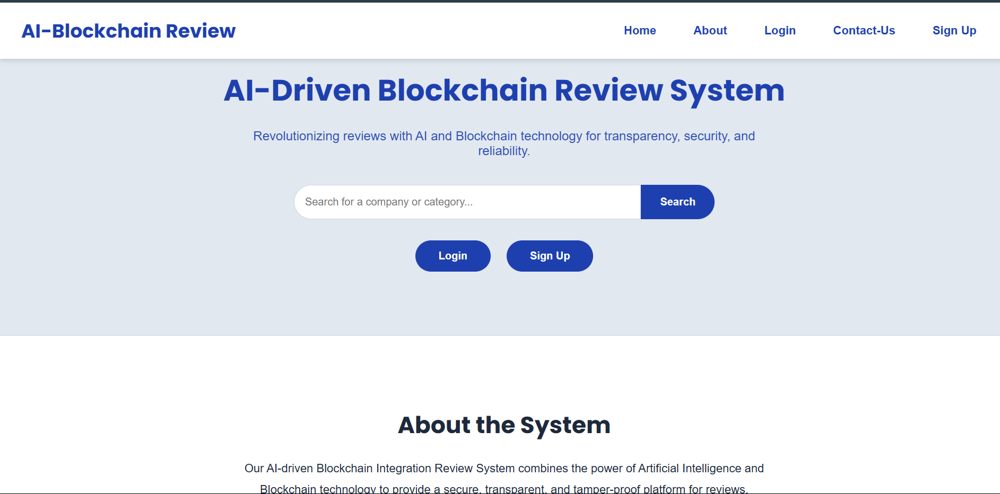 AI-Blockchain Review
Home
About
Login
Contact-Us
Sign Up
AI-Driven Blockchain Review System
Revolutionizing reviews with AI and Blockchain technology for transparency, security, and
reliability.
Search for a company or category...
Search
Login
Sign Up
About the System
Our AI-driven Blockchain Integration Review System combines the power of Artificial Intelligence and
Blockchain technology to provide a secure, transparent, and tamper-proof platform for reviews.